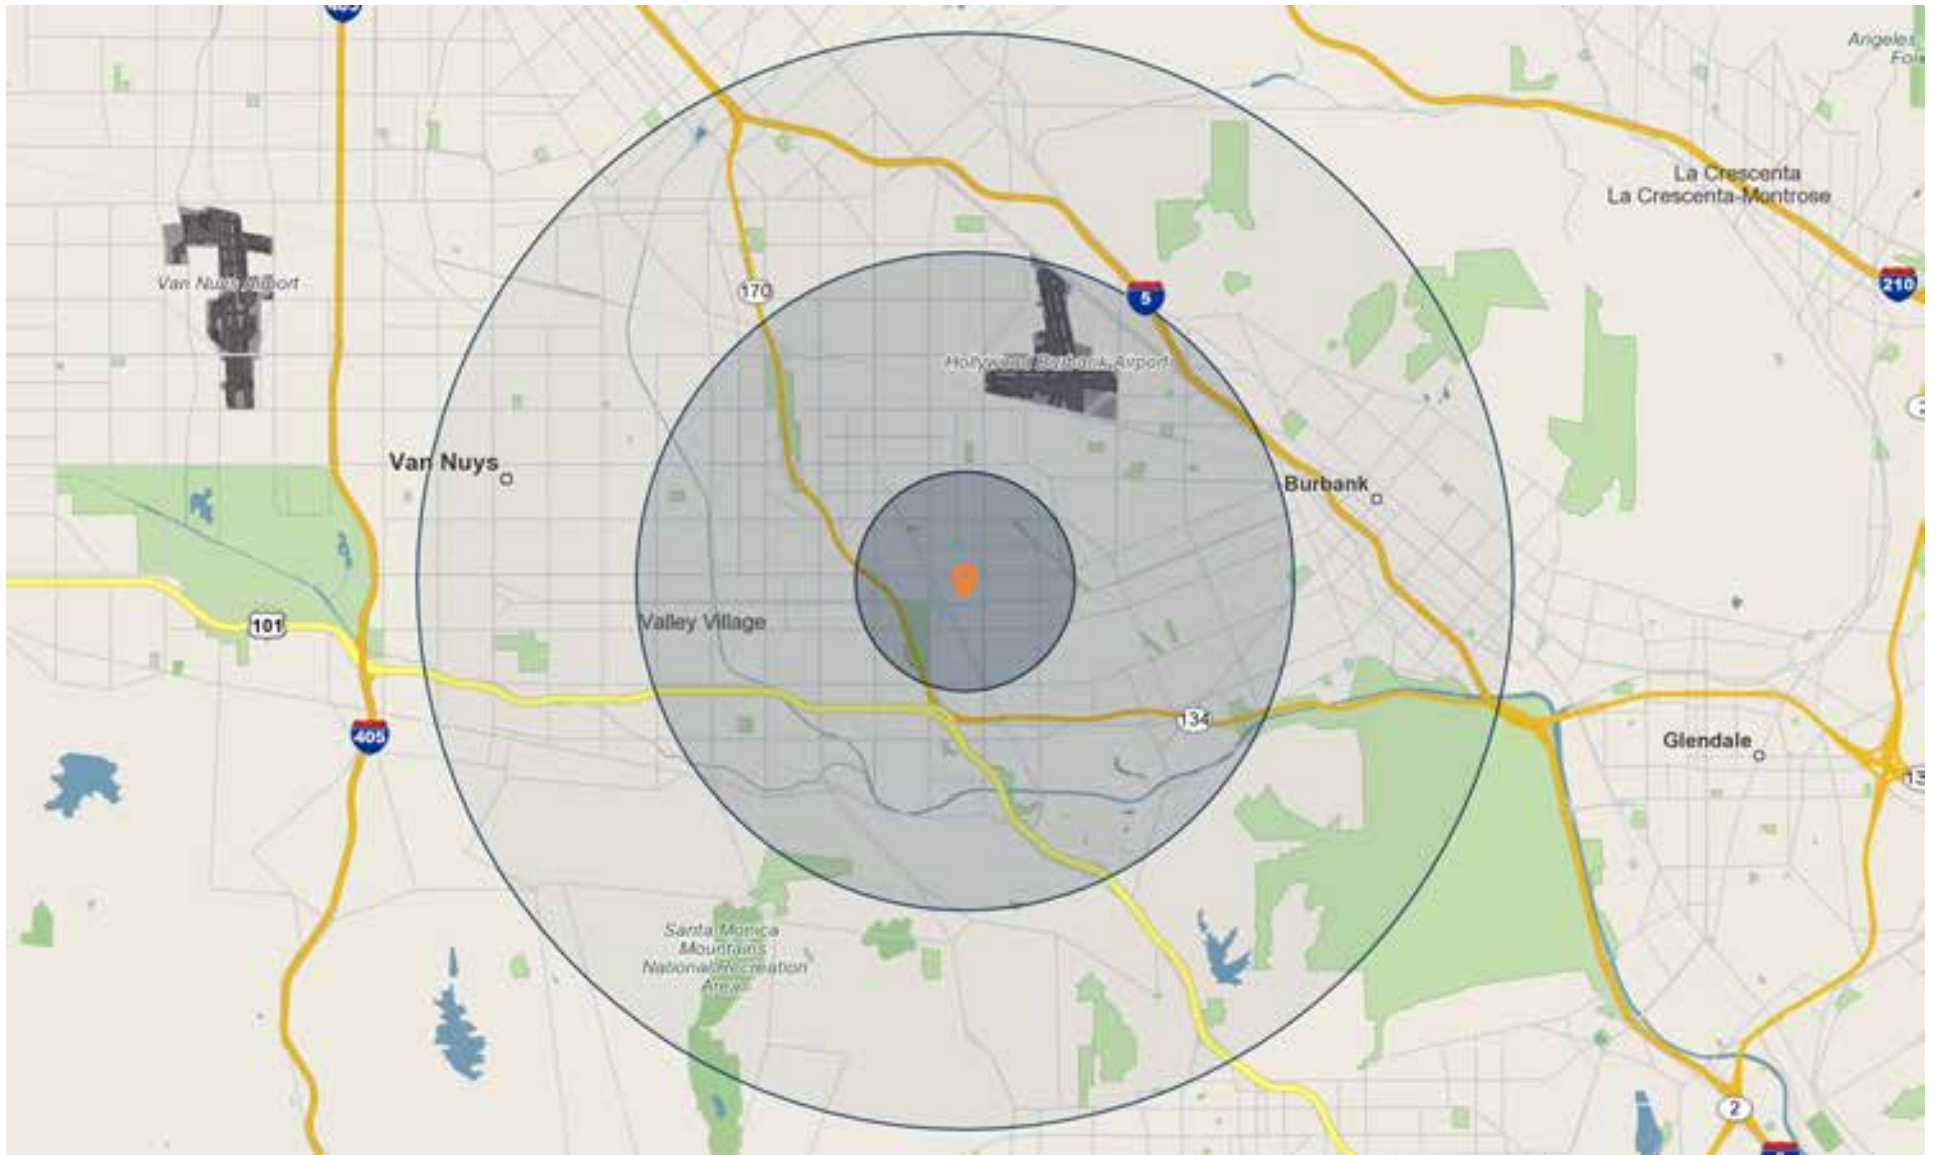 405
Angeles
La Crescenta
La Crescenta-Montrose
Van Nuys Airport
170
5
210
Hollywood Burbank Airport
Van Nuys
Burbank
101
Valley Village
134
405
Glendale
Santa Monica
Mountains
National Recreation
Area
2